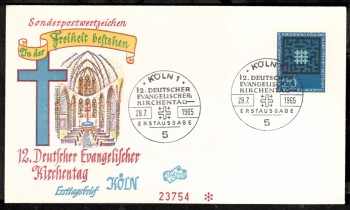 Sonderpostwertzeichen
In der
Freiheit bestehen
12. Deutscher Evangelischer
Kirchentag
Ersttagsbrief KÖLN
23754
KÖLN 1
12. DEUTSCHER
EVANGELISCHER
KIRCHENTAG
28.7. 1965
ERSTAUSGABE
5
KÖLN 1
12. DEUTSCHER
EVANGELISCHER
KIRCHENTAG
28.7. 1965
ERSTAUSGABE
5